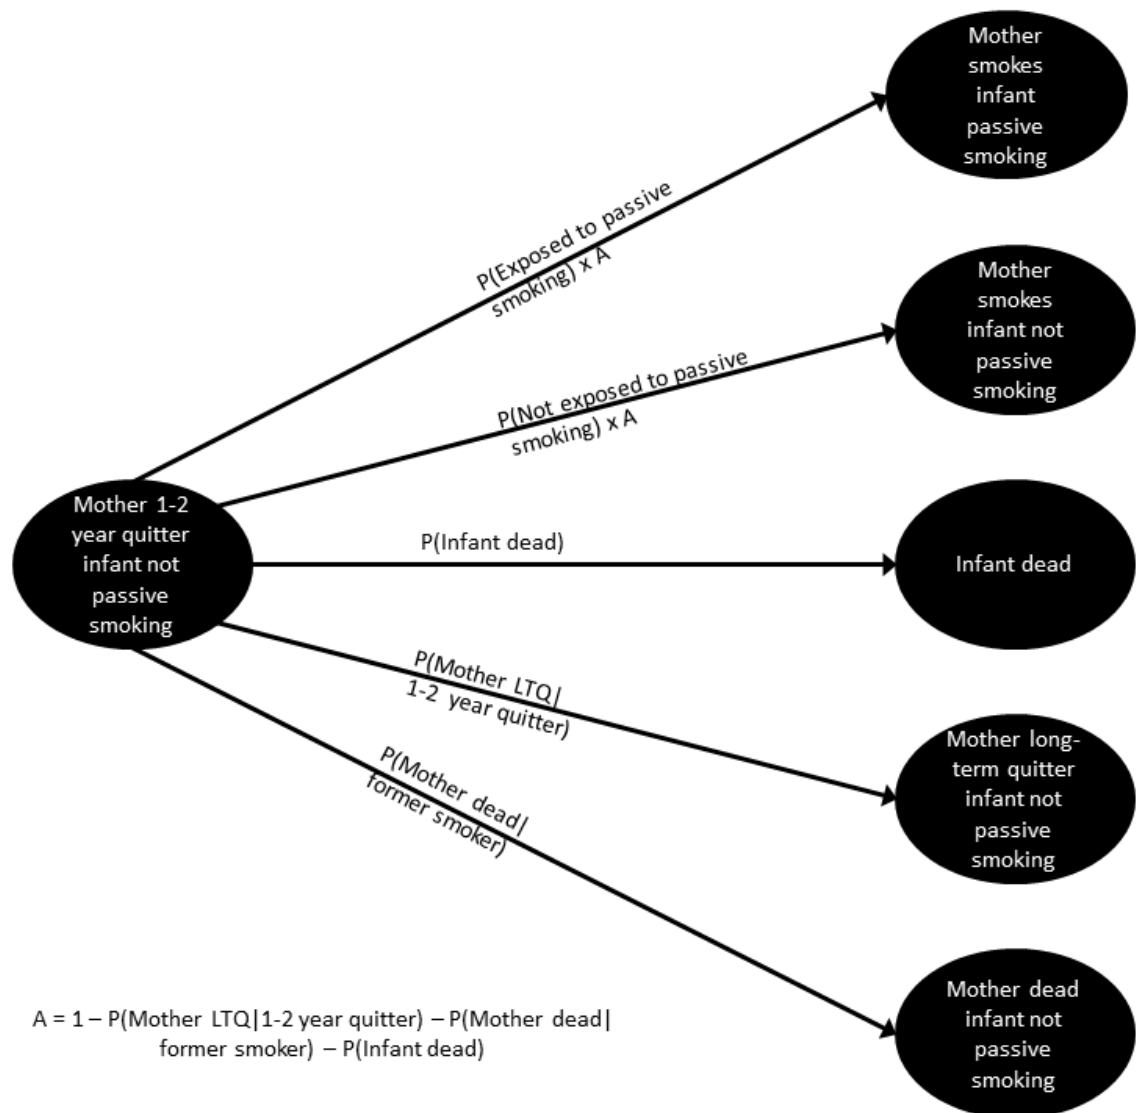 Mother
smokes
infant
passive
smoking
P(Exposed to passive
smoking) x A
Mother
smokes
infant not
passive
smoking
P(Not exposed to passive
smoking) x A
Mother 1-2
year quitter
infant not
passive
smoking
P(Infant dead)
Infant dead
P(Mother LTQ|
1-2 year quitter)
Mother long-
term quitter
infant not
passive
smoking
P(Mother dead|
former smoker)
Mother dead
infant not
passive
smoking
A = 1 – P(Mother LTQ|1-2 year quitter) – P(Mother dead|
former smoker) – P(Infant dead)